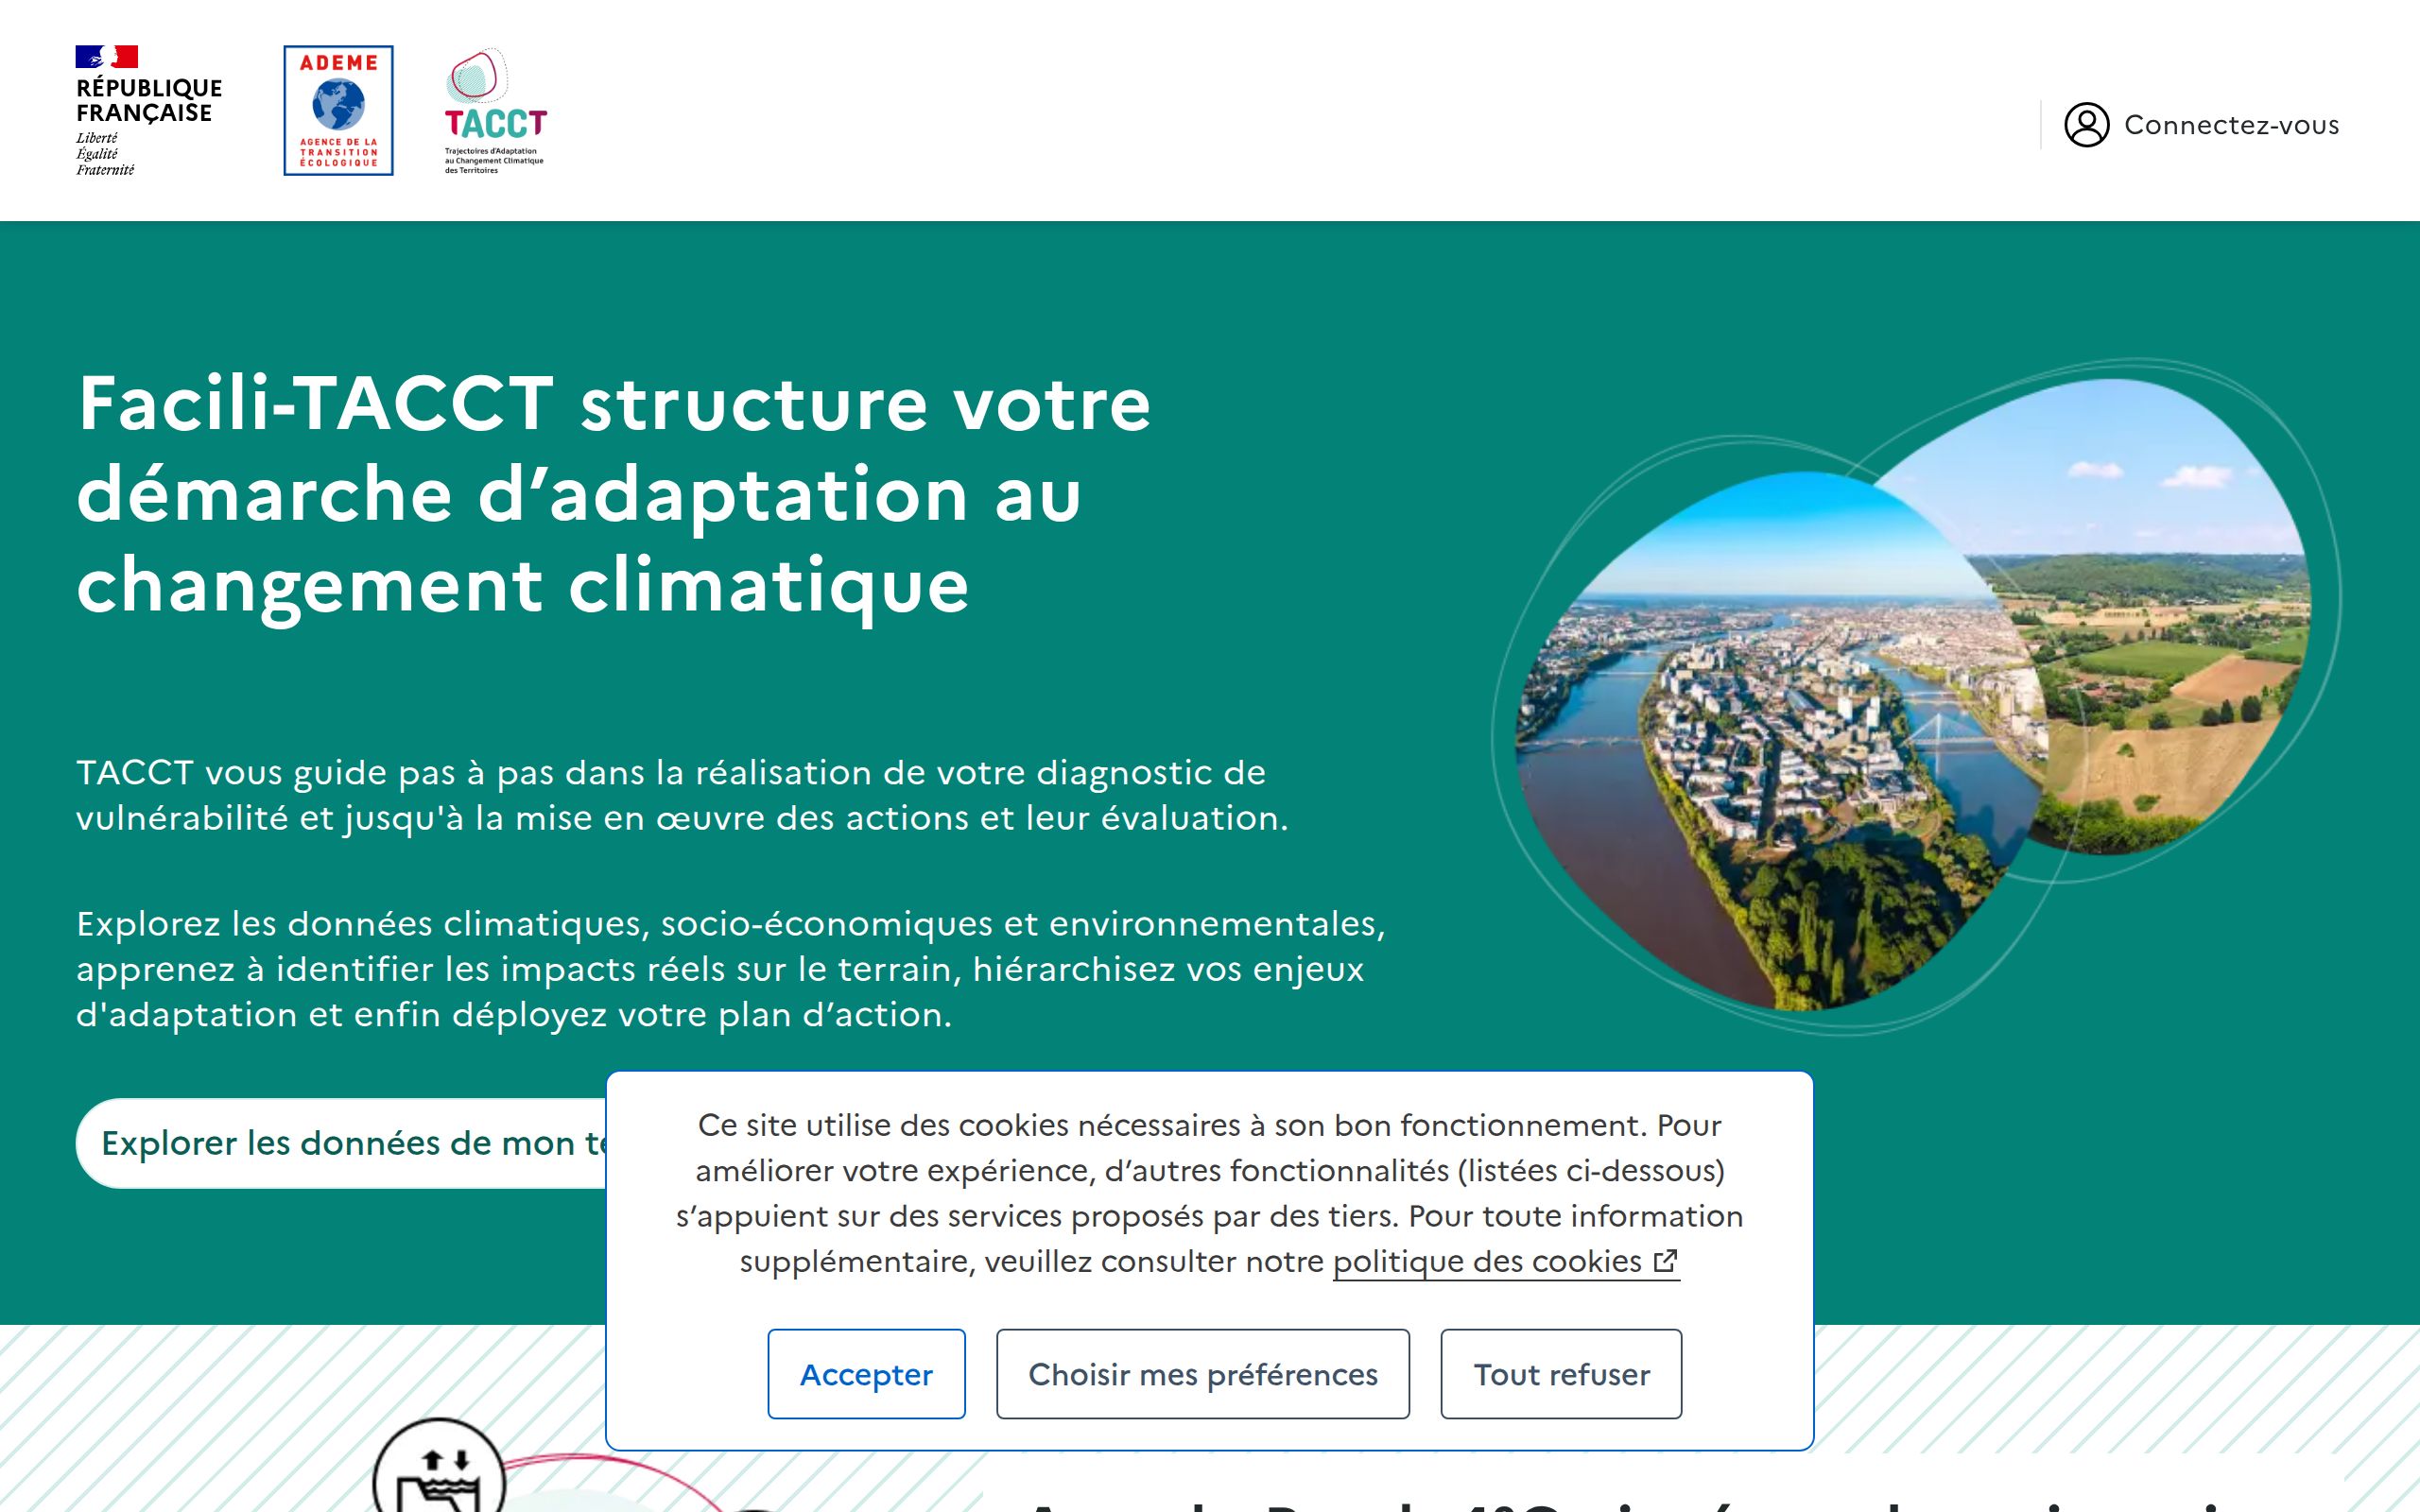 RÉPUBLIQUE
FRANÇAISE
Liberté
Égalité
Fraternité
ADEME
AGENCE DE LA
TRANSITION
ÉCOLOGIQUE
TACCT
Trajectoires d'Adaptation
au Changement Climatique
des Territoires
Connectez-vous
Facili-TACCT structure votre
démarche d’adaptation au
changement climatique
TACCT vous guide pas à pas dans la réalisation de votre diagnostic de
vulnérabilité et jusqu'à la mise en œuvre des actions et leur évaluation.
Explorez les données climatiques, socio-économiques et environnementales,
apprenez à identifier les impacts réels sur le terrain, hiérarchisez vos enjeux
d'adaptation et enfin déployez votre plan d’action.
Explorer les données de mon
Ce site utilise des cookies nécessaires à son bon fonctionnement. Pour
améliorer votre expérience, d’autres fonctionnalités (listées ci-dessous)
s’appuient sur des services proposés par des tiers. Pour toute information
supplémentaire, veuillez consulter notre politique des cookies
Accepter
Choisir mes préférences
Tout refuser